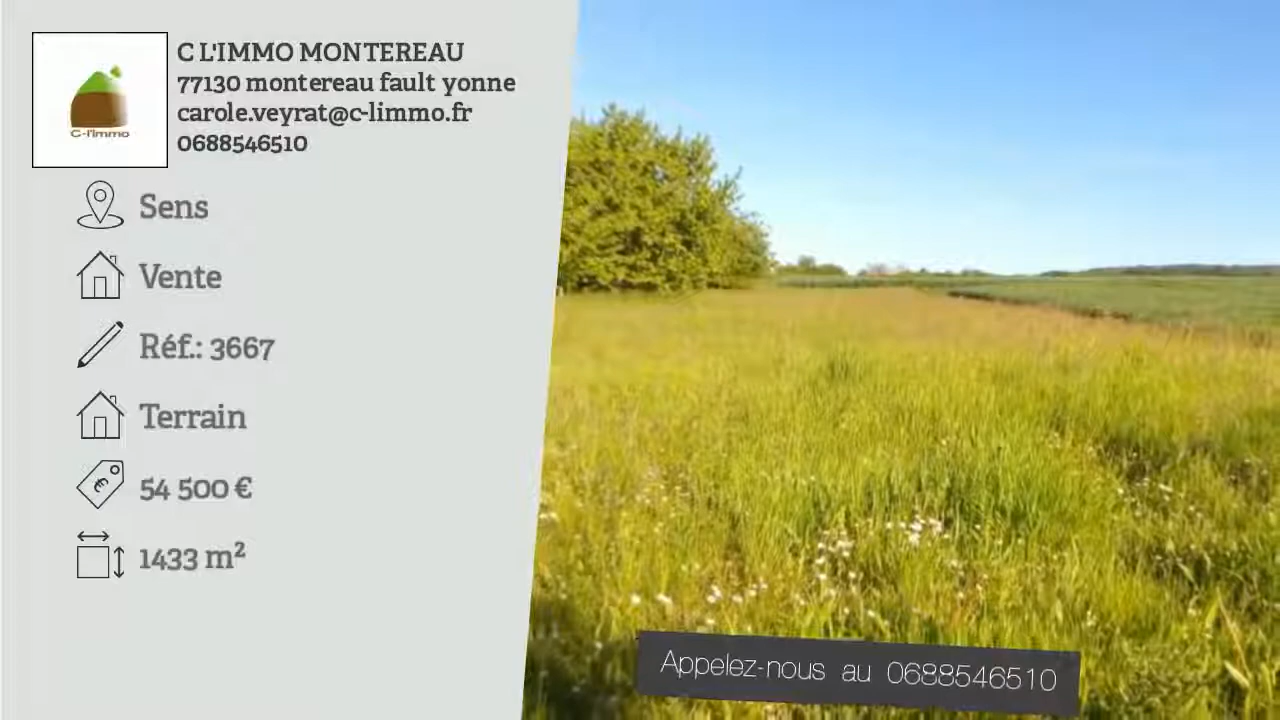 C L'IMMO MONTEREAU
77130 montereau fault yonne
carole.veyrat@c-limmo.fr
0688546510
C-l'immo
Sens
Vente
Réf.: 3667
Terrain
54 500 €
1433 m²
Appelez-nous au 0688546510